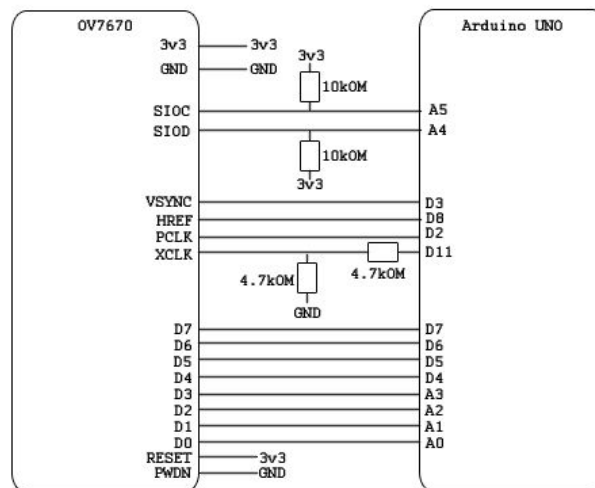 OV7670
Arduino UNO
3v3 3v3
GND GND
3v3
10kOM
SIOC A5
SIOD A4
10kOM
3v3
VSYNC D3
HREF D8
PCLK D2
XCLK D11
4.7kOM 4.7kOM
GND
D7 D7
D6 D6
D5 D5
D4 D4
D3 A3
D2 A2
D1 A1
D0 A0
RESET 3v3
PWDN GND